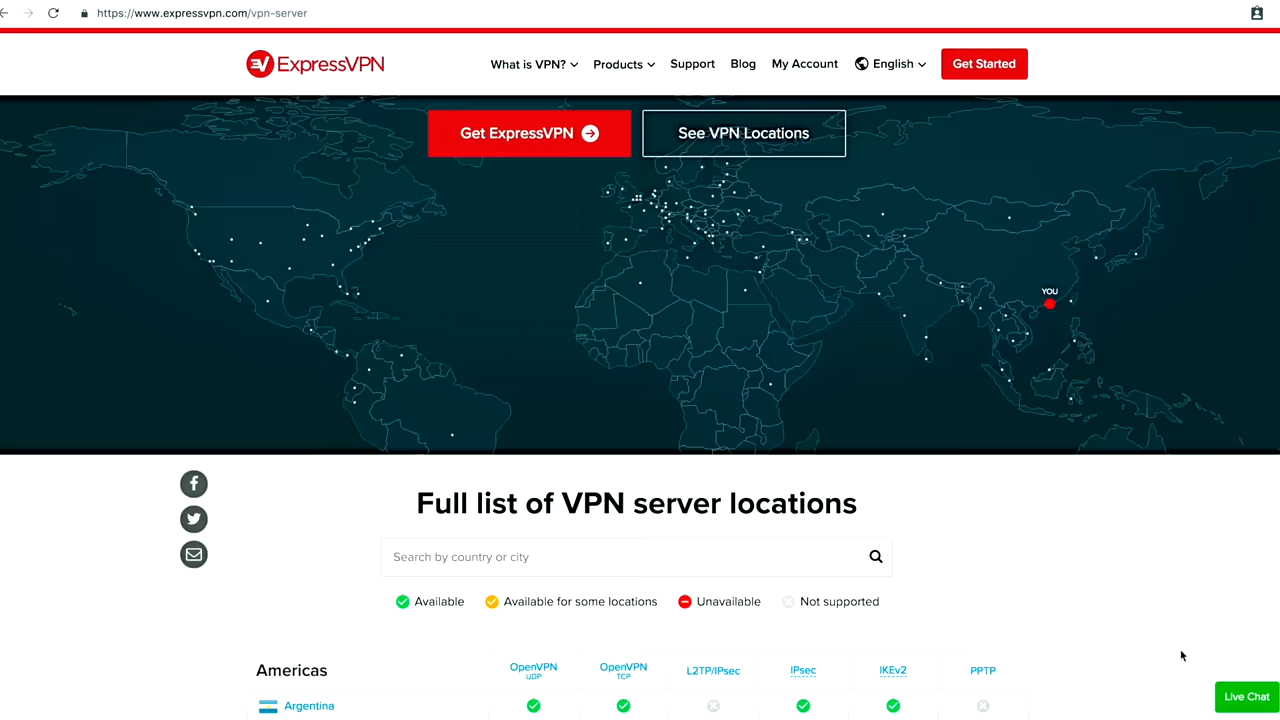 https://www.expressvpn.com/vpn-server
ExpressVPN
What is VPN? Products Support Blog My Account English Get Started
Get ExpressVPN See VPN Locations
YOU
Full list of VPN server locations
Search by country or city
Available Available for some locations Unavailable Not supported
Americas OpenVPN UDP OpenVPN TCP L2TP/IPsec IPsec IKEv2 PPTP
Argentina
Live Chat